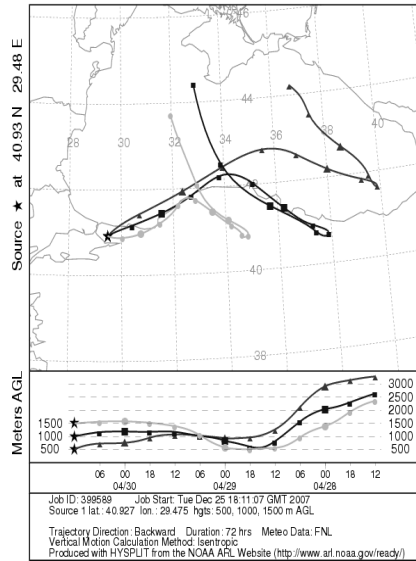 Source ★ at 40.93 N 29.48 E
44
28
30
32
34
36
38
40
42
40
38
Meters AGL
1500
1000
500
3000
2500
2000
1500
1000
500
06 00 18 12 06 00 18 12 06 00 18 12
04/30 04/29 04/28
Job ID: 399589 Job Start: Tue Dec 25 18:11:07 GMT 2007
Source 1 lat.: 40.927 lon.: 29.475 hgts: 500, 1000, 1500 m AGL
Trajectory Direction: Backward Duration: 72 hrs Meteo Data: FNL
Vertical Motion Calculation Method: Isentropic
Produced with HYSPLIT from the NOAA ARL Website (http://www.arl.noaa.gov/ready/)